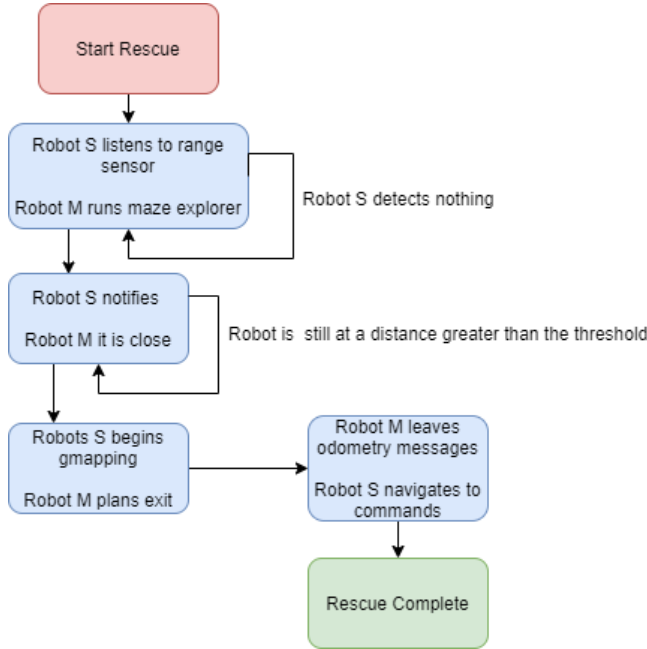 Start Rescue
Robot S listens to range
sensor
Robot M runs maze explorer
Robot S detects nothing
Robot S notifies
Robot M it is close
Robot is  still at a distance greater than the threshold
Robots S begins
gmapping
Robot M plans exit
Robot M leaves
odometry messages
Robot S navigates to
commands
Rescue Complete